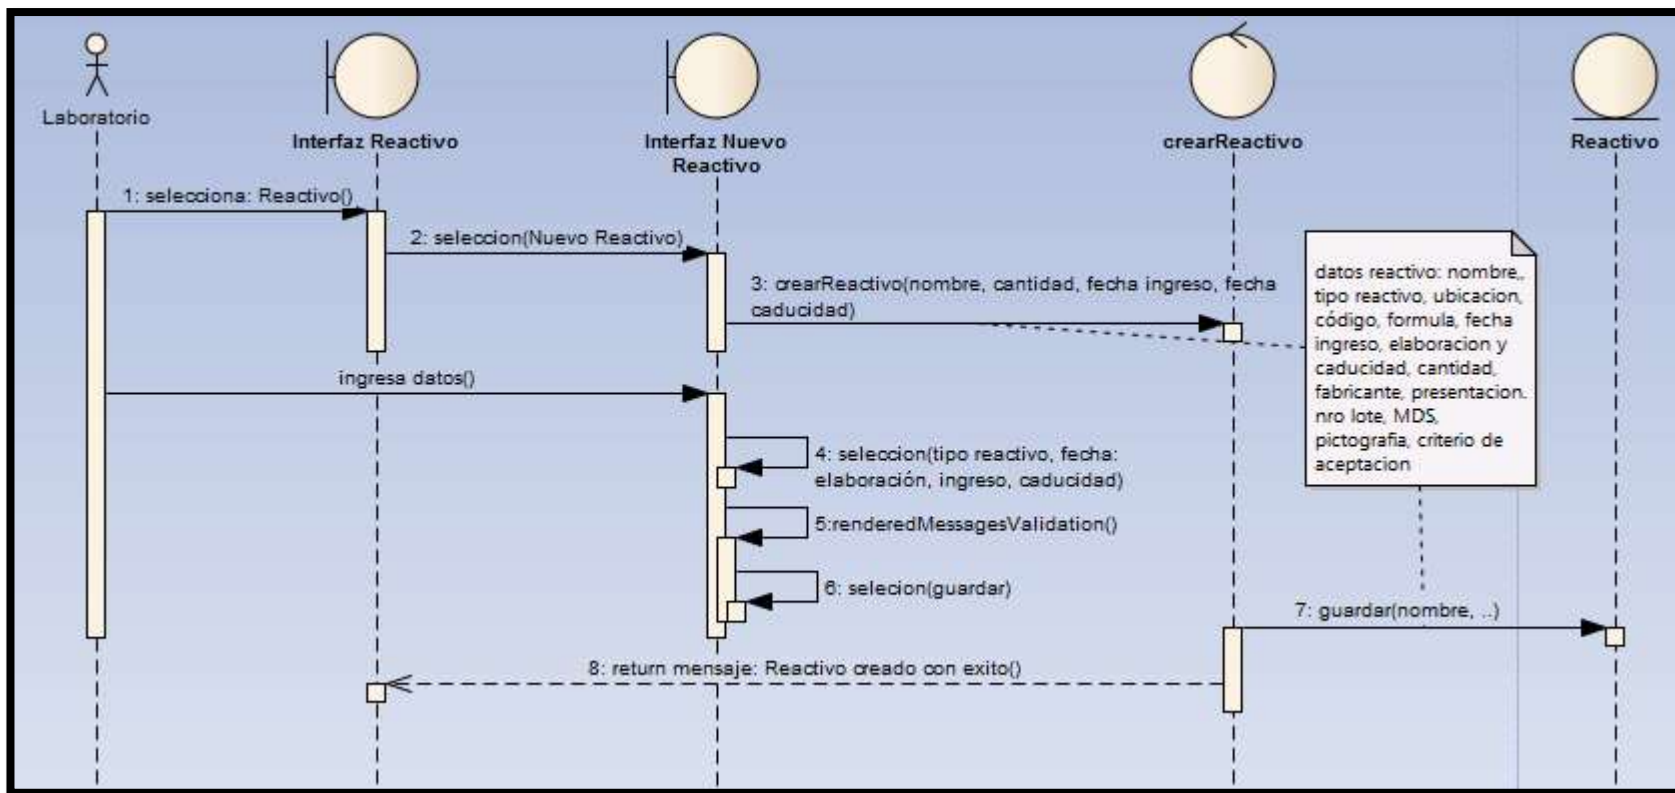 Laboratorio
Interfaz Reactivo
Interfaz Nuevo
Reactivo
crearReactivo
Reactivo
1: selecciona: Reactivo()
2: seleccion(Nuevo Reactivo)
3: crearReactivo(nombre, cantidad, fecha ingreso, fecha
caducidad)
datos reactivo: nombre,,
tipo reactivo, ubicacion,
código, formula, fecha
ingreso, elaboracion y
caducidad, cantidad,
fabricante, presentacion.
nro lote, MDS,
pictografia, criterio de
aceptacion
ingresa datos()
4: seleccion(tipo reactivo, fecha:
elaboración, ingreso, caducidad)
5:renderedMessagesValidation()
6: selecion(guardar)
7: guardar(nombre, ..)
8: return mensaje: Reactivo creado con exito()